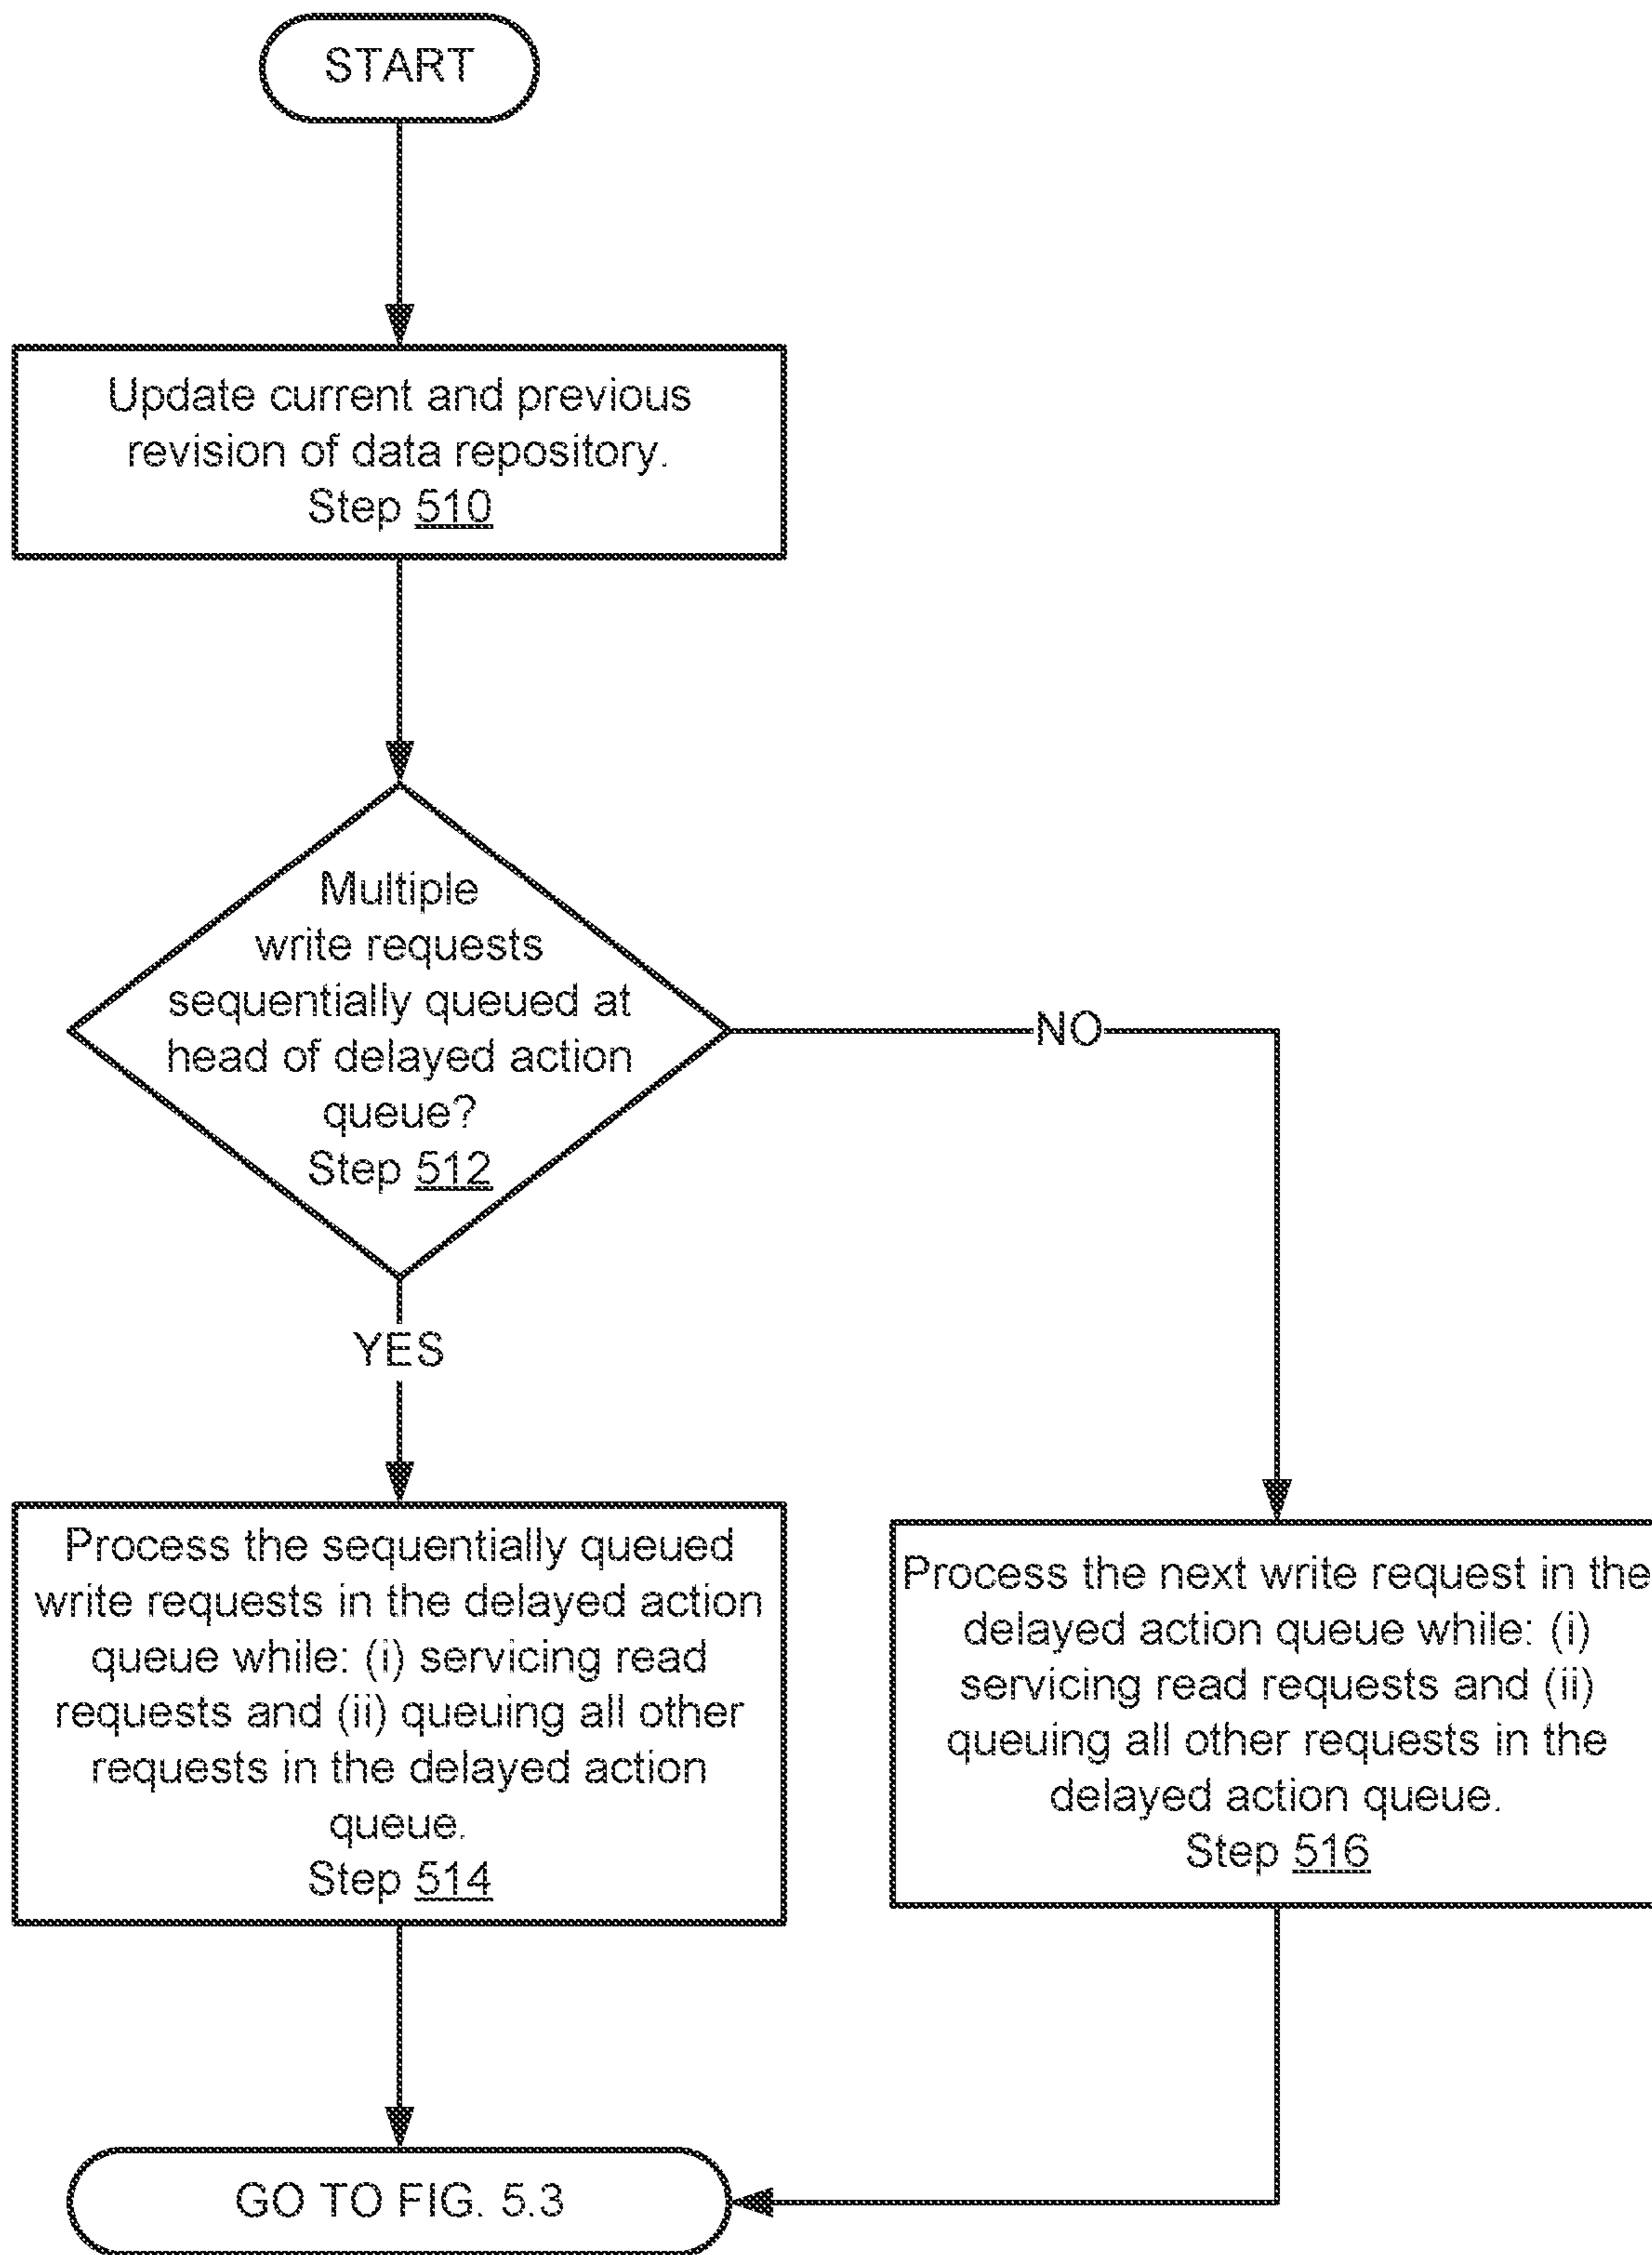 START
Update current and previous
revision of data repository.
Step 510
Multiple
write requests
sequentially queued at
head of delayed action
queue?
Step 512
NO
YES
Process the sequentially queued
write requests in the delayed action
queue while: (i) servicing read
requests and (ii) queuing all other
requests in the delayed action
queue.
Step 514
Process the next write request in the
delayed action queue while: (i)
servicing read requests and (ii)
queuing all other requests in the
delayed action queue.
Step 516
GO TO FIG. 5.3